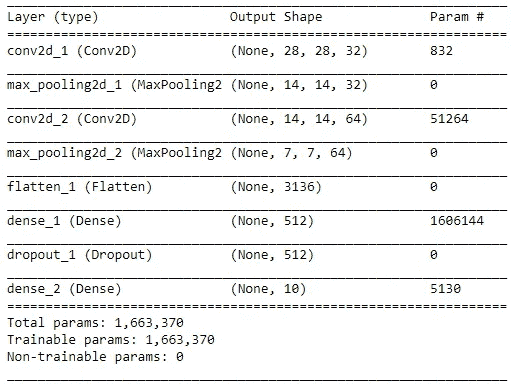 Layer (type) Output Shape Param #
conv2d_1 (Conv2D) (None, 28, 28, 32) 832
max_pooling2d_1 (MaxPooling2 (None, 14, 14, 32) 0
conv2d_2 (Conv2D) (None, 14, 14, 64) 51264
max_pooling2d_2 (MaxPooling2 (None, 7, 7, 64) 0
flatten_1 (Flatten) (None, 3136) 0
dense_1 (Dense) (None, 512) 1606144
dropout_1 (Dropout) (None, 512) 0
dense_2 (Dense) (None, 10) 5130
Total params: 1,663,370
Trainable params: 1,663,370
Non-trainable params: 0